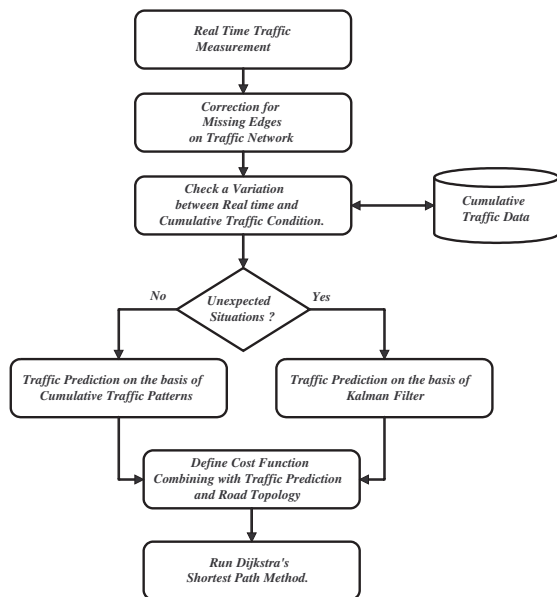 Real Time Traffic
Measurement
Correction for
Missing Edges
on Traffic Network
Check a Variation
between Real time and
Cumulative Traffic Condition.
Cumulative
Traffic Data
No
Unexpected
Situations ?
Yes
Traffic Prediction on the basis of
Cumulative Traffic Patterns
Traffic Prediction on the basis of
Kalman Filter
Define Cost Function
Combining with Traffic Prediction
and Road Topology
Run Dijkstra's
Shortest Path Method.